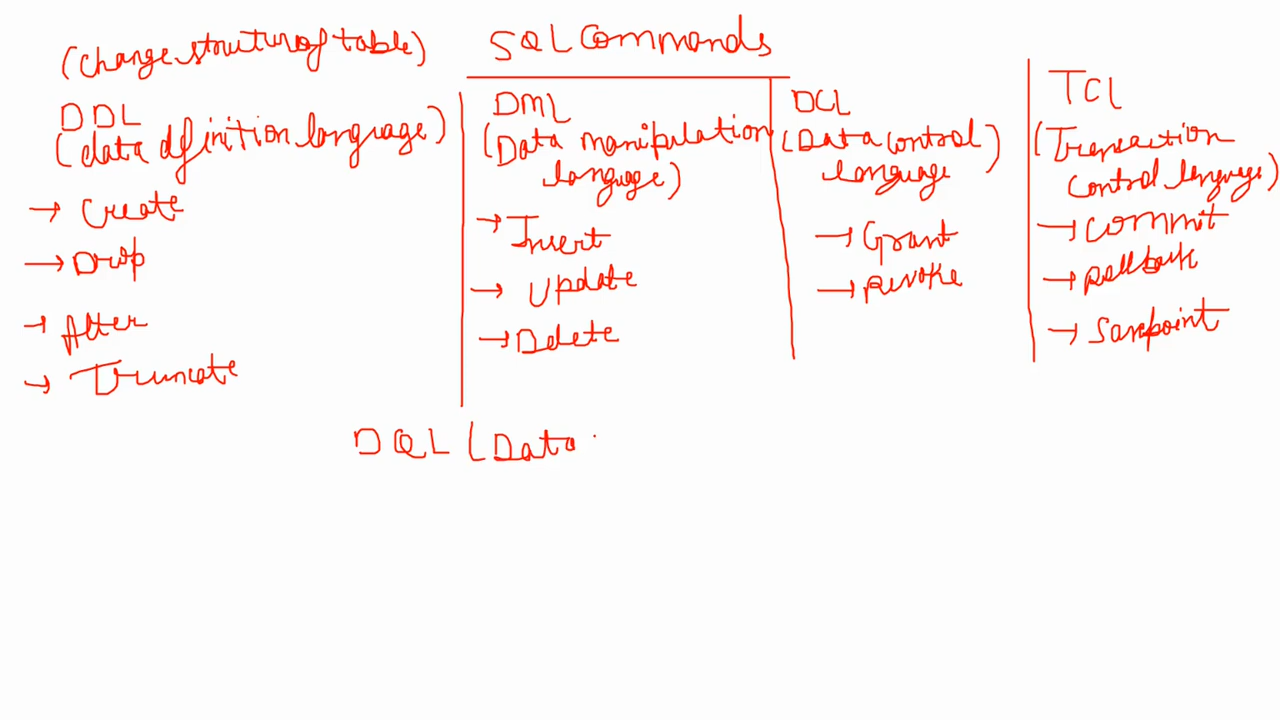 SQL Commands
(Change structure of table)
DDL
(data definition language)
→ Create
→ Drop
→ Alter
→ Truncate
DML
(Data manipulation
language)
→ Insert
→ Update
→ Delete
DCL
(Data control
language)
→ Grant
→ Revoke
TCL
(Transaction
control language)
→ Commit
→ Rollback
→ Savepoint
DQL (Data